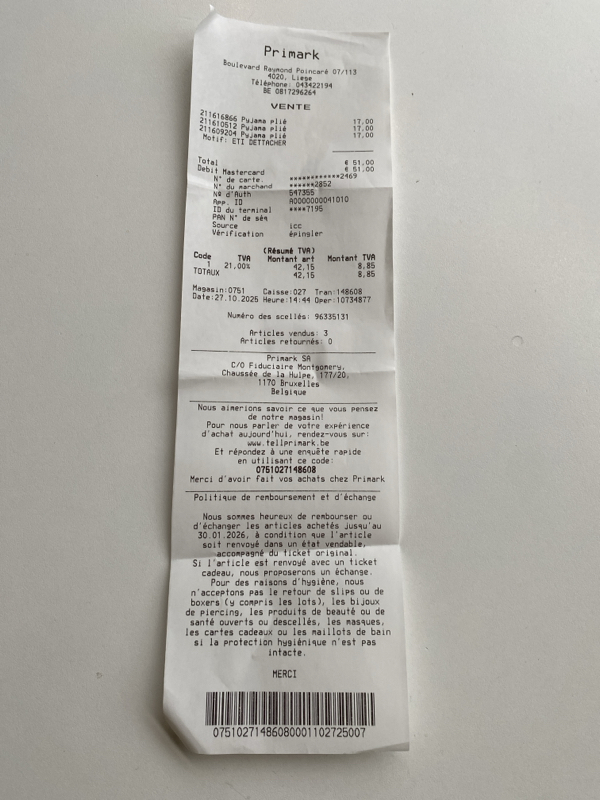 Primark
Boulevard Raymond Poincaré 07/113
4020, Liege
Téléphone: 043422194
BE 0817296264
VENTE
211616866 Pyjama plié 17,00
211610512 Pyjama plié 17,00
211609204 Pyjama plié 17,00
Motif: ETI DETTACHER
Total € 51,00
Debit Mastercard € 51,00
N° de carte. ************2469
N° du marchand ******2852
N° d'Auth 547355
App. ID A0000000041010
ID du terminal ****7195
PAN N° de séq
Source icc
Vérification épingler
(Résumé TVA)
Code TVA Montant art Montant TVA
1 21,00% 42,15 8,85
TOTAUX 42,15 8,85
Magasin:0751 Caisse:027 Tran:148608
Date:27.10.2025 Heure:14:44 Oper:10734877
Numéro des scellés: 96335131
Articles vendus: 3
Articles retournés: 0
Primark SA
C/O Fiduciaire Montgomery,
Chaussée de la Hulpe, 177/20,
1170 Bruxelles
Belgique
Nous aimerions savoir ce que vous pensez
de notre magasin!
Pour nous parler de votre expérience
d'achat aujourd'hui, rendez-vous sur:
www.tellprimark.be
Et répondez à une enquête rapide
en utilisant ce code:
0751027148608
Merci d'avoir fait vos achats chez Primark
Politique de remboursement et d'échange
Nous sommes heureux de rembourser ou
d'échanger les articles achetés jusqu'au
30.01.2026, à condition que l'article
soit renvoyé dans un état vendable,
accompagné du ticket original.
Si l'article est renvoyé avec un ticket
cadeau, nous proposerons un échange.
Pour des raisons d'hygiène, nous
n'acceptons pas le retour de slips ou de
boxers (y compris les lots), les bijoux
de piercing, les produits de beauté ou de
santé ouverts ou descellés, les masques,
les cartes cadeaux ou les maillots de bain
si la protection hygiénique n'est pas
intacte.
MERCI
07510271486080001102725007